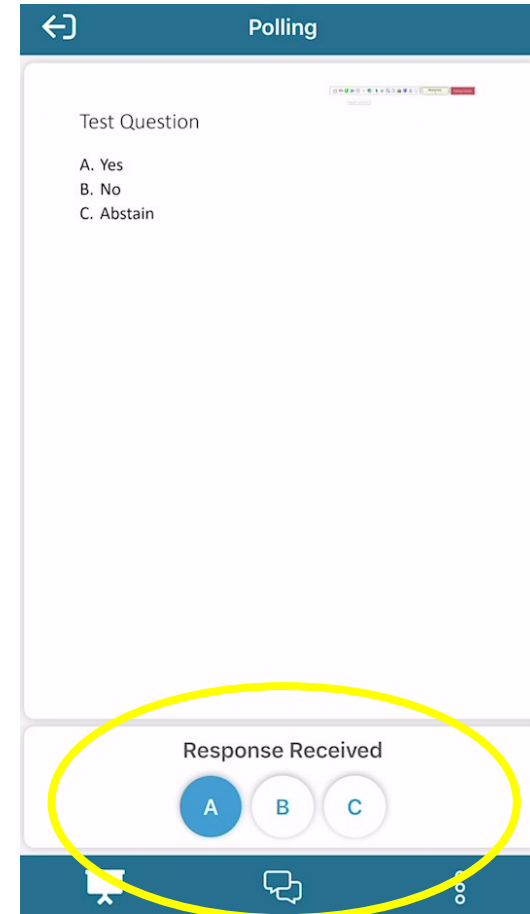 Polling
Test Question
A. Yes
B. No
C. Abstain
Response Received
A B C